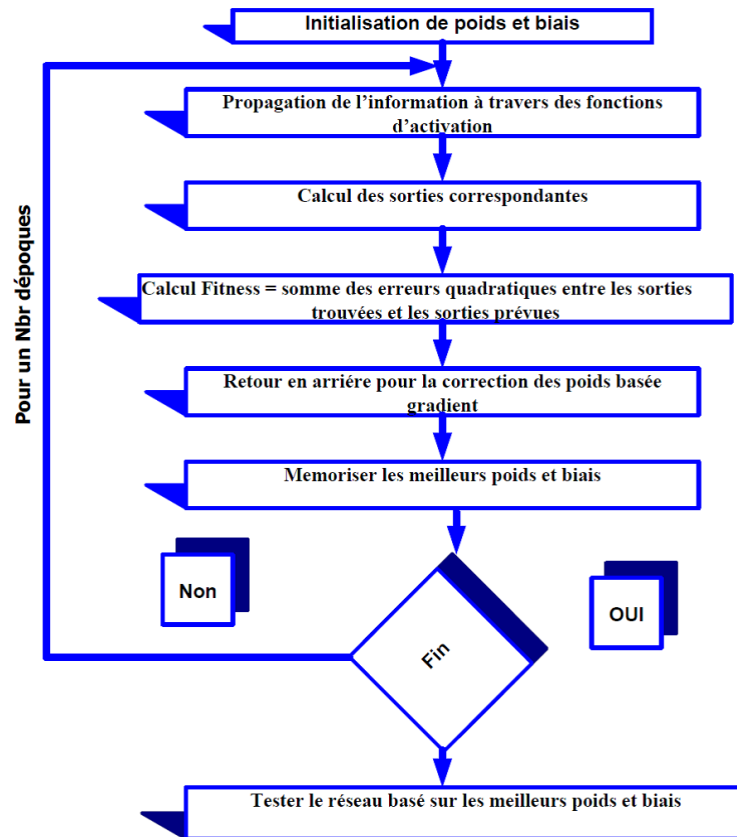 Initialisation de poids et biais
Propagation de l’information à travers des fonctions
d’activation
Calcul des sorties correspondantes
Calcul Fitness = somme des erreurs quadratiques entre les sorties
trouvées et les sorties prévues
Retour en arriére pour la correction des poids basée
gradient
Memoriser les meilleurs poids et biais
Pour un Nbr dépoques
Non
OUI
Fin
Tester le réseau basé sur les meilleurs poids et biais